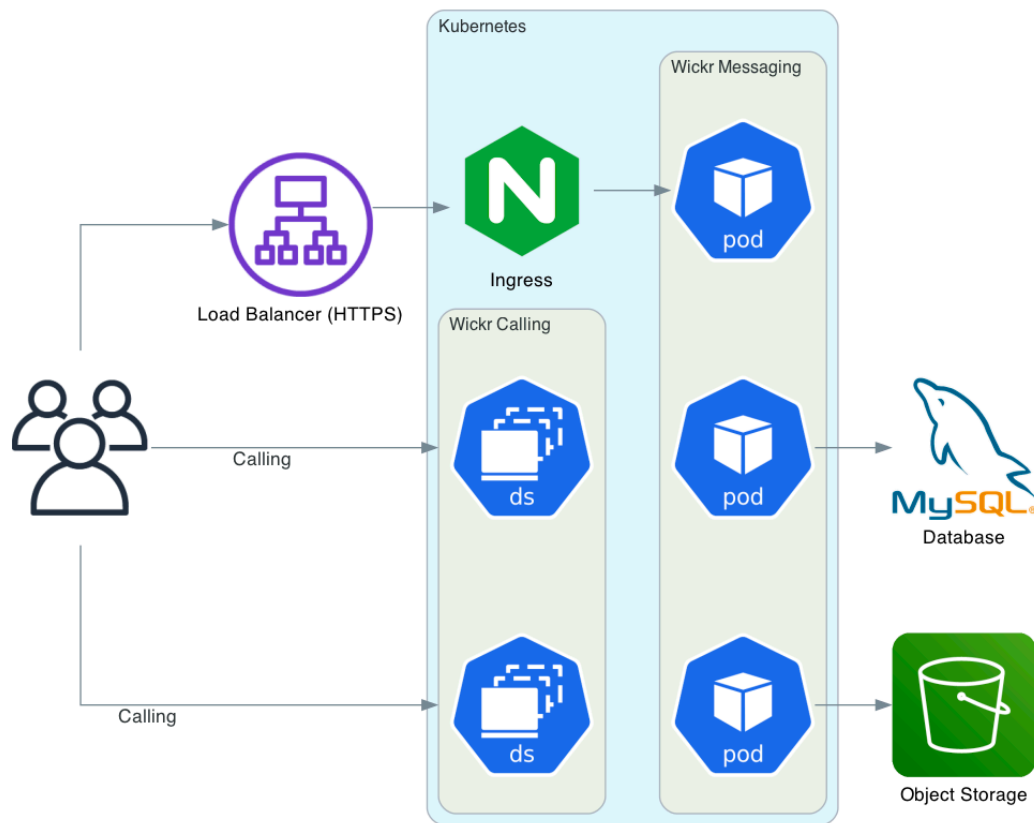 Kubernetes
Wickr Messaging
pod
Ingress
Load Balancer (HTTPS)
Wickr Calling
Calling
ds
pod
MySQL®
Database
Calling
ds
pod
Object Storage